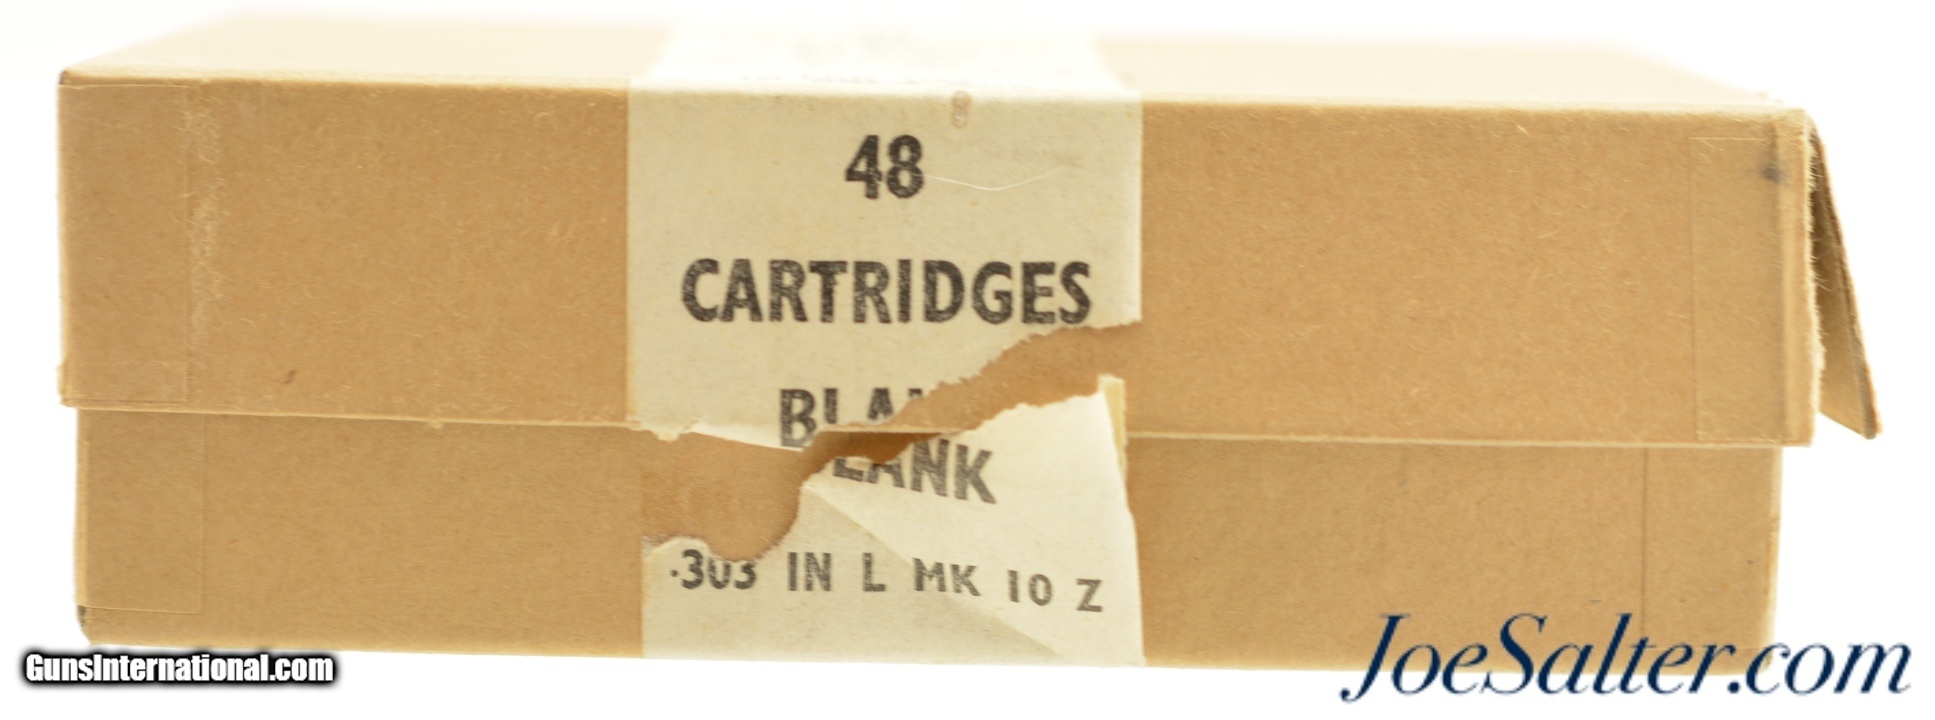 48
CARTRIDGES
BLANK
.303 IN L MK 10 Z
GunsInternational.com
JoeSalter.com